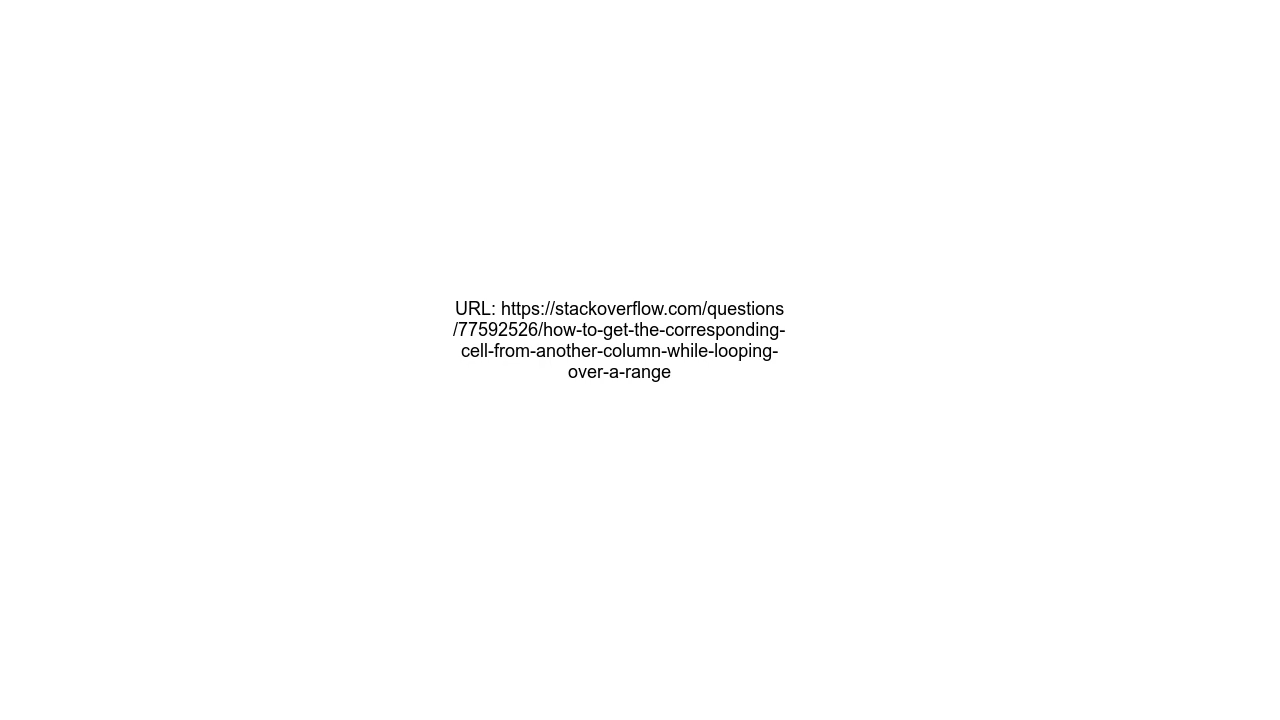 URL: https://stackoverflow.com/questions
/77592526/how-to-get-the-corresponding-
cell-from-another-column-while-looping-
over-a-range